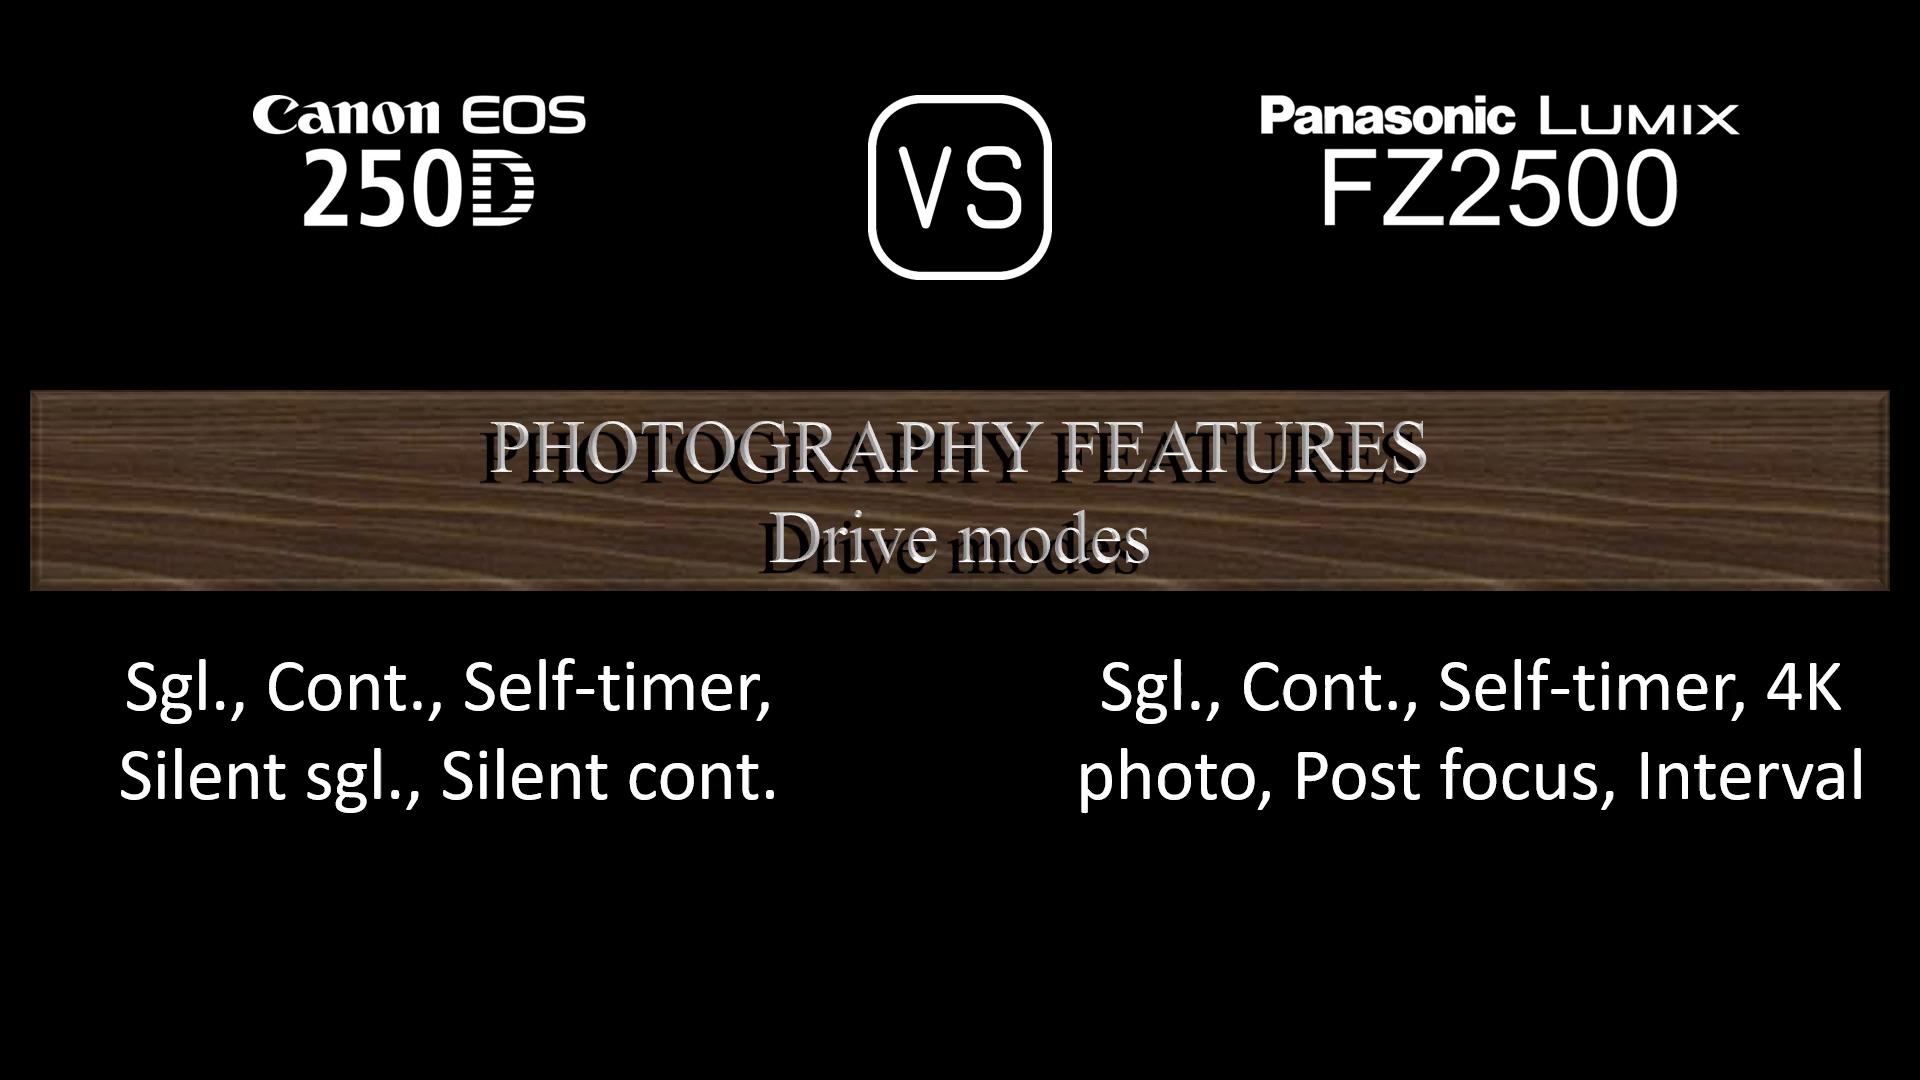 Canon EOS
250D
VS
Panasonic LUMIX
FZ2500
PHOTOGRAPHY FEATURES
Drive modes
Sgl., Cont., Self-timer,
Silent sgl., Silent cont.
Sgl., Cont., Self-timer, 4K
photo, Post focus, Interval